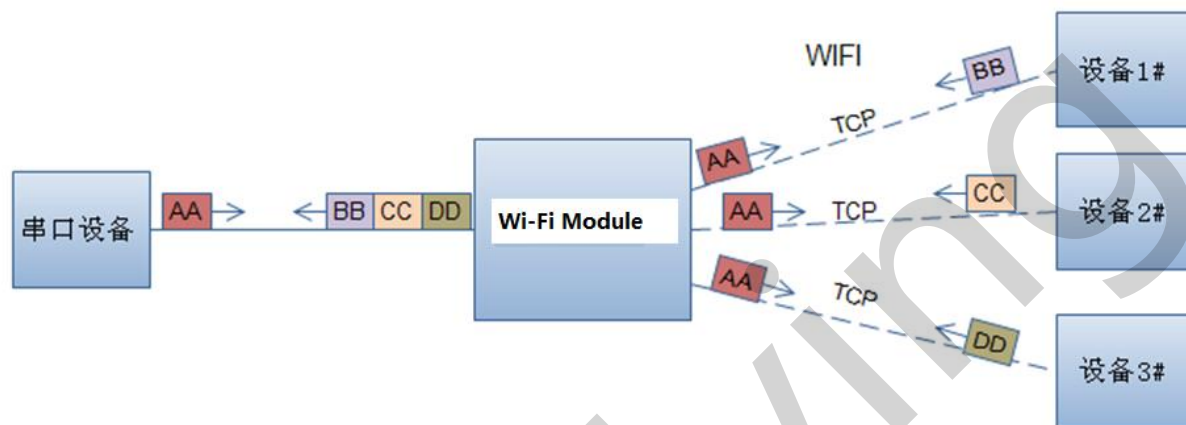 WIFI
BB
设备1#
TCP
AA
串口设备
AA
BB CC DD
Wi-Fi Module
AA
TCP
CC
设备2#
AA
TCP
DD
设备3#